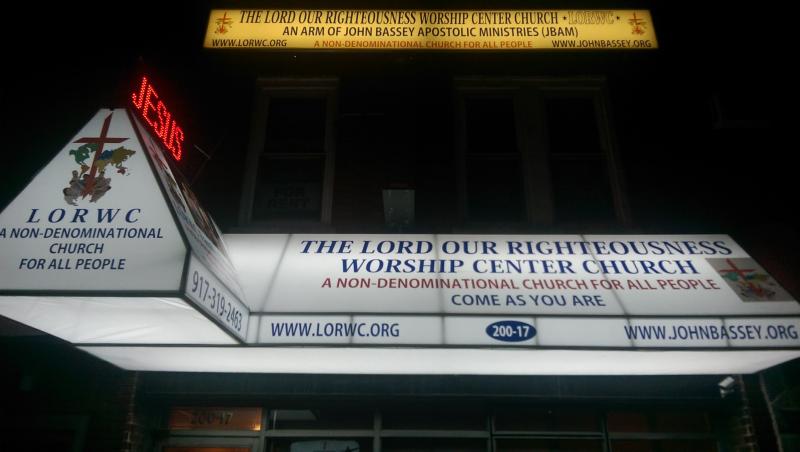 THE LORD OUR RIGHTEOUSNESS WORSHIP CENTER CHURCH *LORWC*
AN ARM OF JOHN BASSEY APOSTOLIC MINISTRIES (JBAM)
WWW.LORWC.ORG A NON-DENOMINATIONAL CHURCH FOR ALL PEOPLE WWW.JOHNBASSEY.ORG
JESUS
FOR RENT
LORWC
A NON-DENOMINATIONAL
CHURCH
FOR ALL PEOPLE
917-319-2463
THE LORD OUR RIGHTEOUSNESS
WORSHIP CENTER CHURCH
A NON-DENOMINATIONAL CHURCH FOR ALL PEOPLE
COME AS YOU ARE
WWW.LORWC.ORG 200-17 WWW.JOHNBASSEY.ORG
200-17